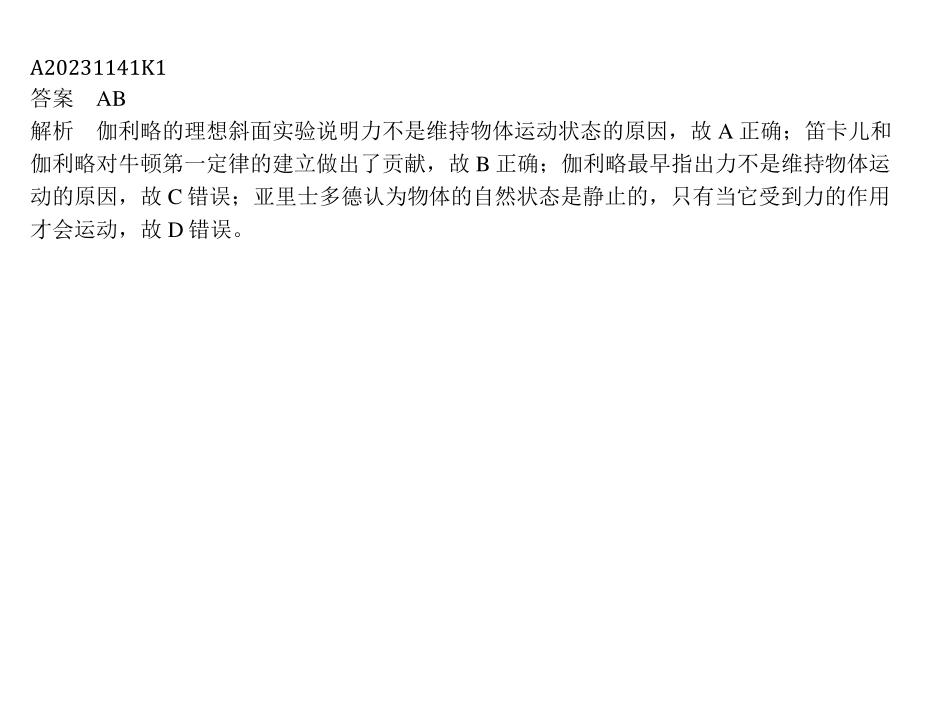 A20231141K1
答案 AB
解析 伽利略的理想斜面实验说明力不是维持物体运动状态的原因，故 A 正确；笛卡儿和
伽利略对牛顿第一定律的建立做出了贡献，故 B 正确；伽利略最早指出力不是维持物体运
动的原因，故 C 错误；亚里士多德认为物体的自然状态是静止的，只有当它受到力的作用
才会运动，故 D 错误。